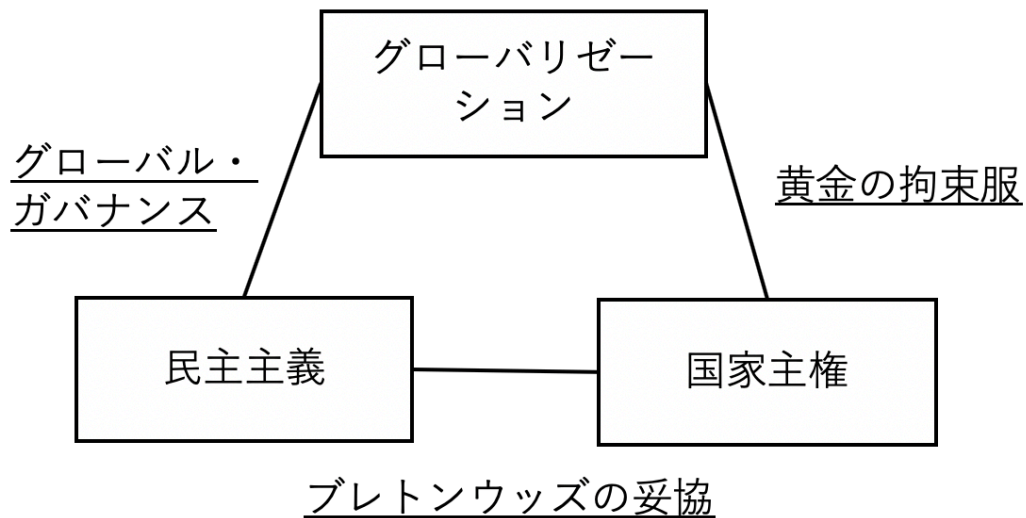 グローバリゼー
ション
グローバル・
ガバナンス
黄金の拘束服
民主主義
国家主権
ブレトンウッズの妥協